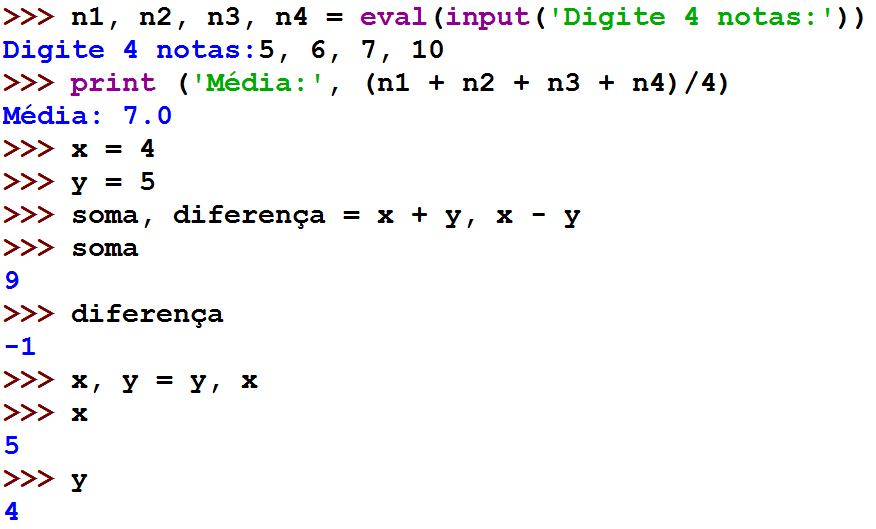 >>> n1, n2, n3, n4 = eval(input('Digite 4 notas:'))
Digite 4 notas:5, 6, 7, 10
>>> print ('Média:', (n1 + n2 + n3 + n4)/4)
Média: 7.0
>>> x = 4
>>> y = 5
>>> soma, diferença = x + y, x - y
>>> soma
9
>>> diferença
-1
>>> x, y = y, x
>>> x
5
>>> y
4